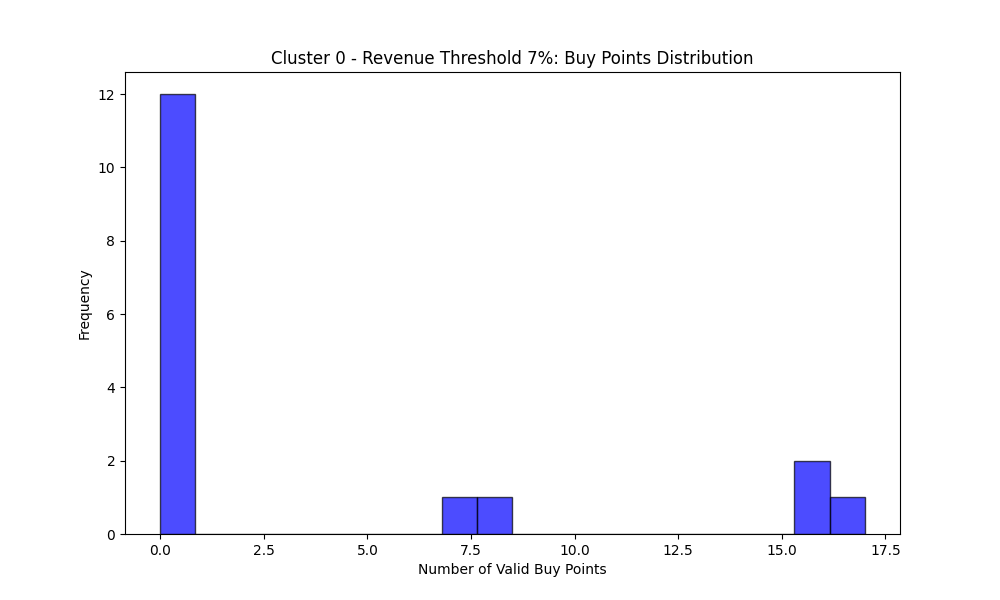 Cluster 0 - Revenue Threshold 7%: Buy Points Distribution
12
10
8
6
4
2
0
Frequency
0.0 2.5 5.0 7.5 10.0 12.5 15.0 17.5
Number of Valid Buy Points